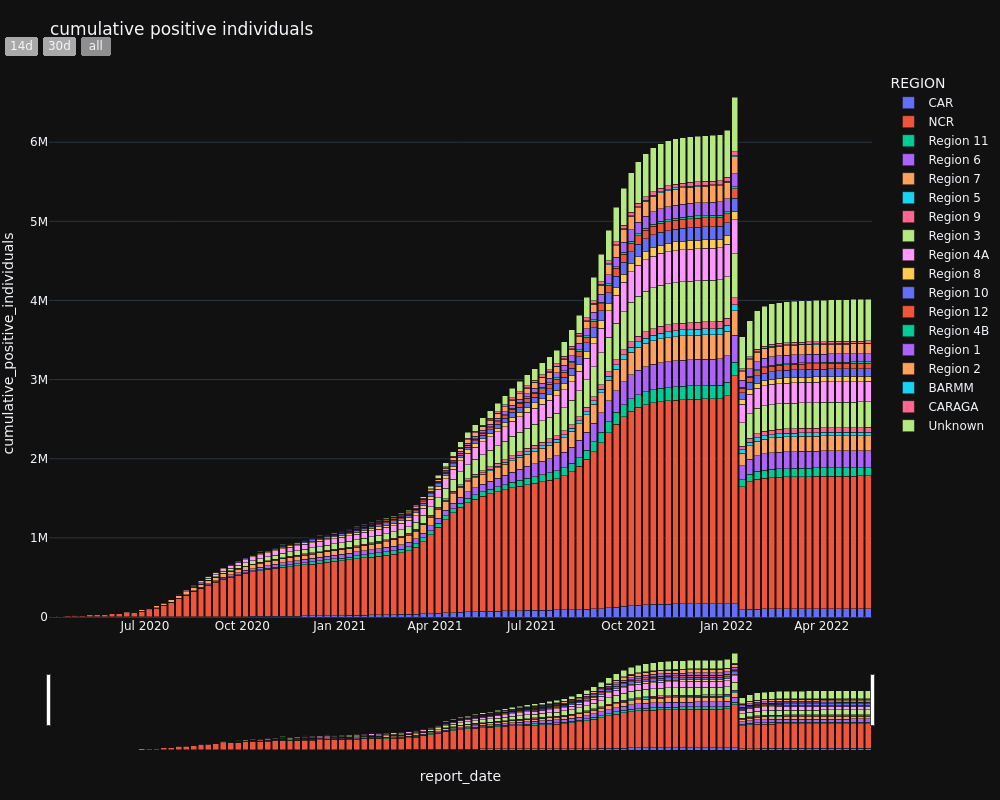 cumulative positive individuals
14d 30d all
REGION
CAR
NCR
Region 11
Region 6
Region 7
Region 5
Region 9
Region 3
Region 4A
Region 8
Region 10
Region 12
Region 4B
Region 1
Region 2
BARMM
CARAGA
Unknown
cumulative_positive_individuals
6M
5M
4M
3M
2M
1M
0
Jul 2020 Oct 2020 Jan 2021 Apr 2021 Jul 2021 Oct 2021 Jan 2022 Apr 2022
report_date